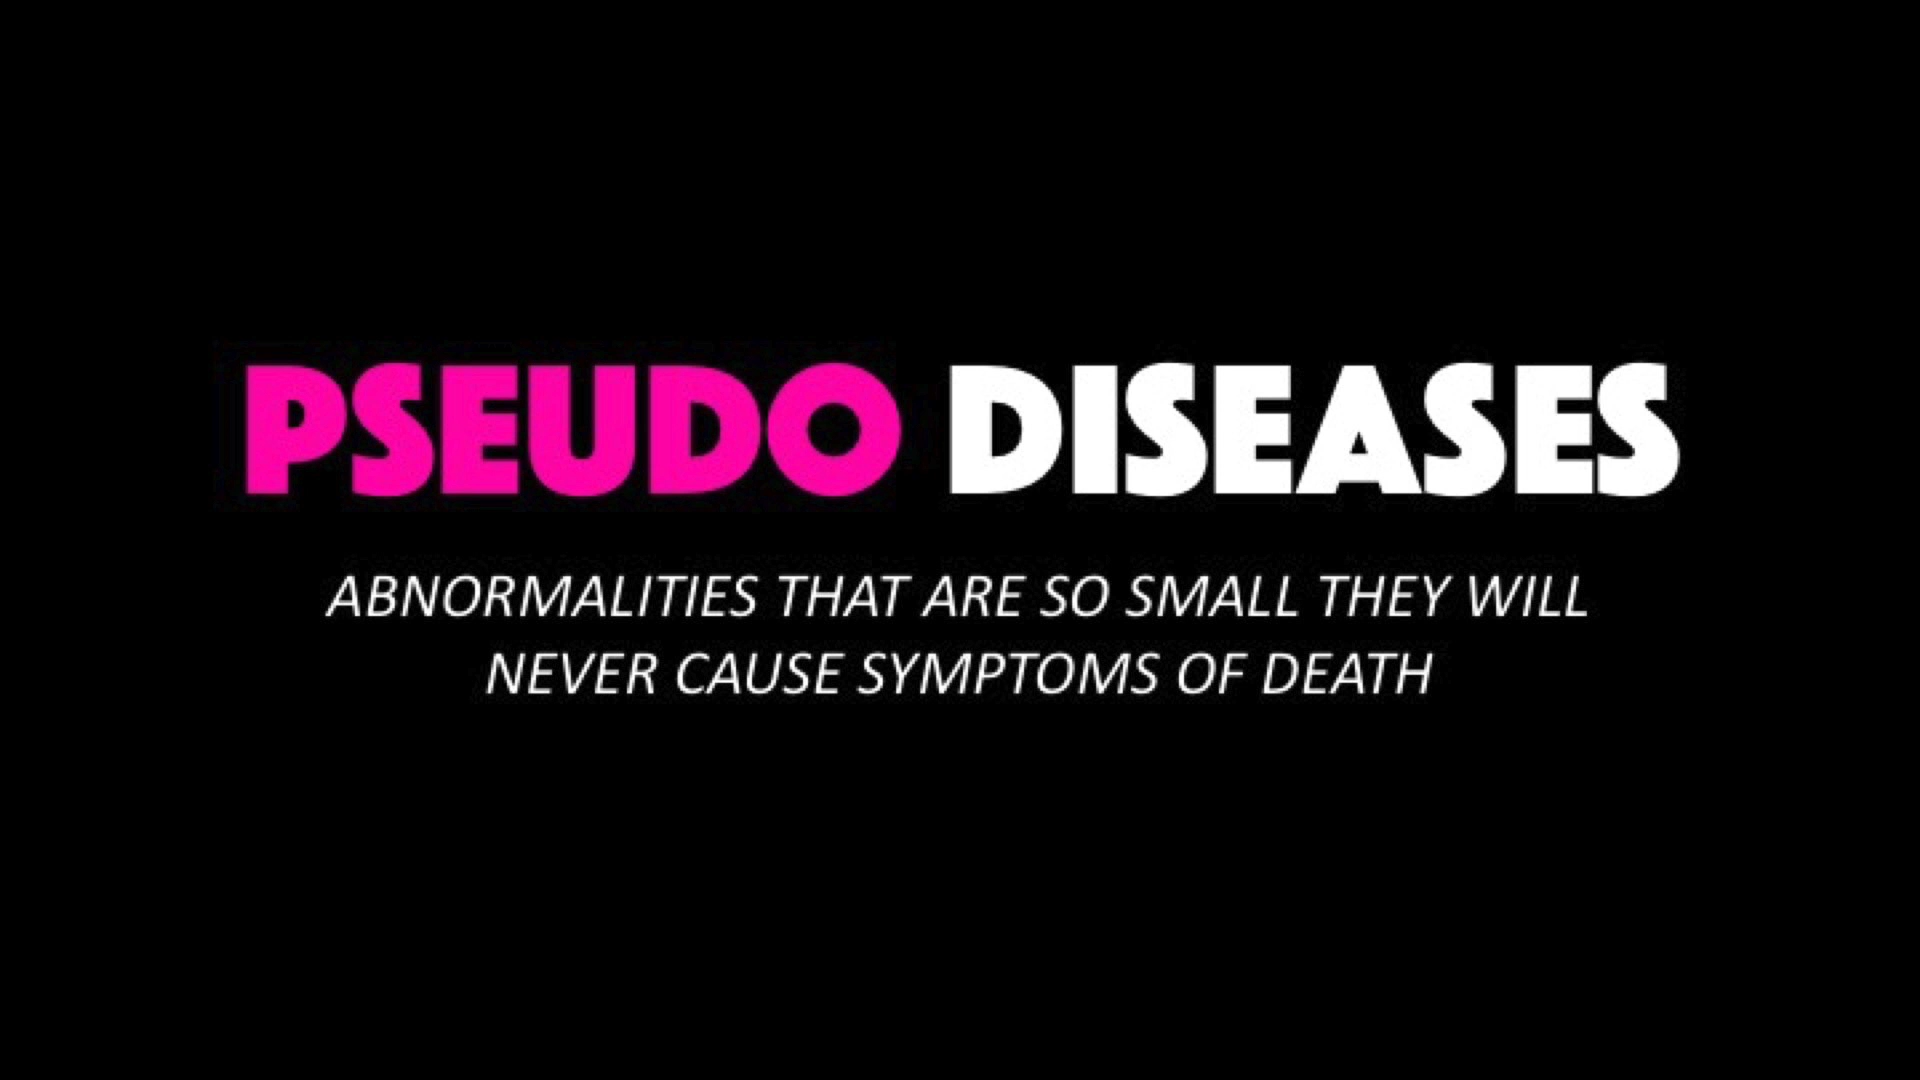 PSEUDO DISEASES
ABNORMALITIES THAT ARE SO SMALL THEY WILL
NEVER CAUSE SYMPTOMS OF DEATH